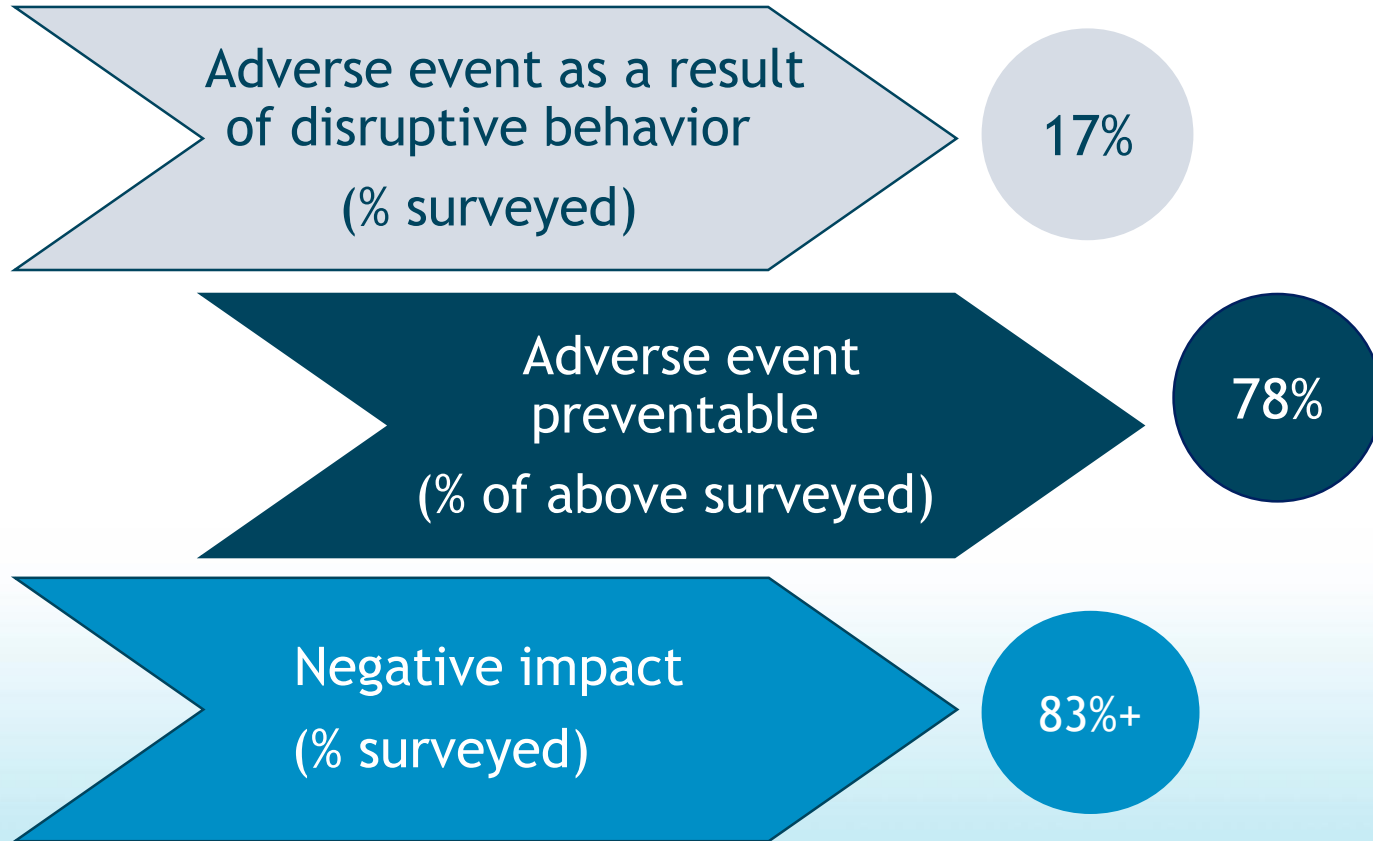 Adverse event as a result
of disruptive behavior
(% surveyed)
17%
Adverse event
preventable
(% of above surveyed)
78%
Negative impact
(% surveyed)
83%+